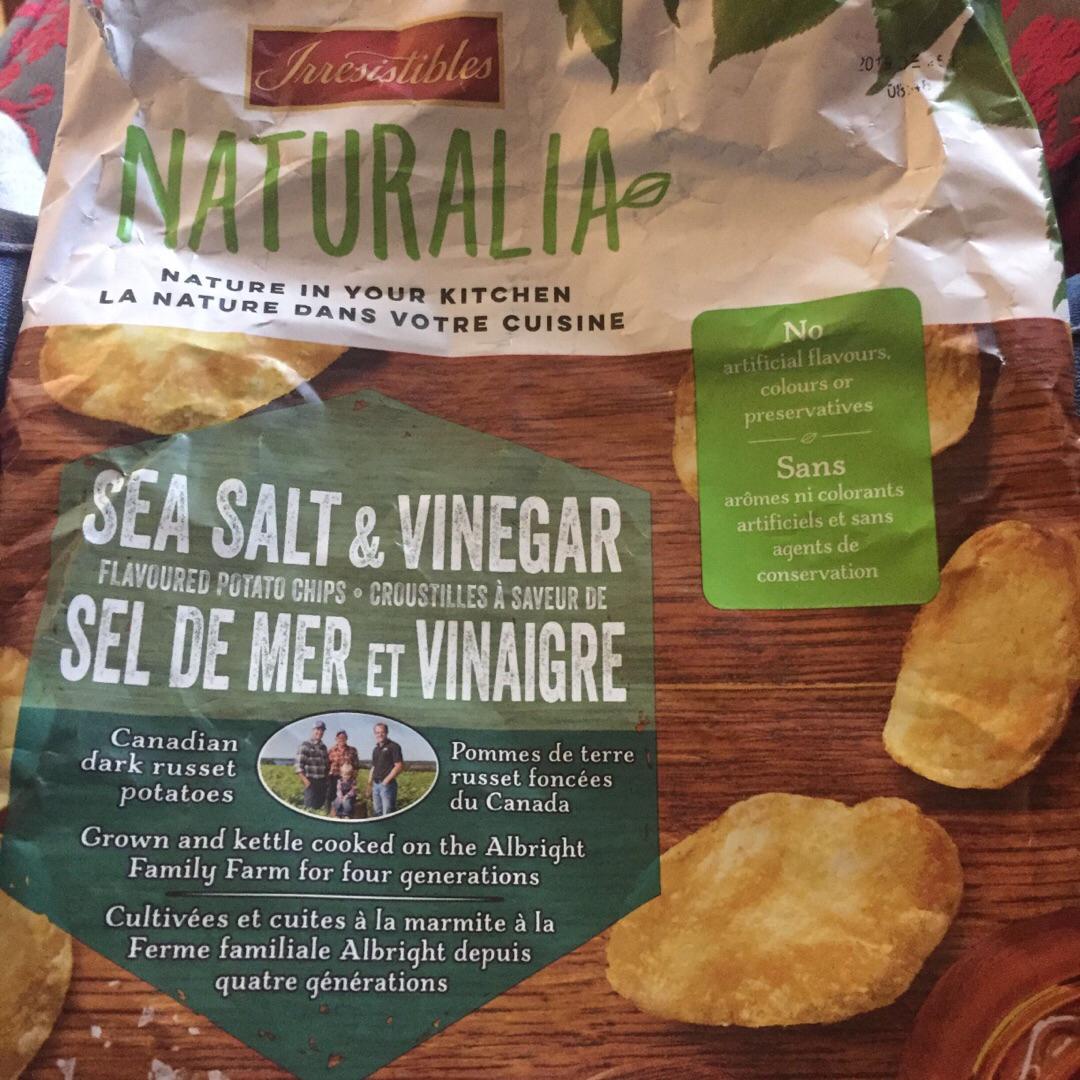 Irresistibles
NATURALIA
NATURE IN YOUR KITCHEN
LA NATURE DANS VOTRE CUISINE
No
artificial flavours,
colours or
preservatives
Sans
arômes ni colorants
artificiels et sans
agents de
conservation
SEA SALT & VINEGAR
FLAVOURED POTATO CHIPS • CROUSTILLES À SAVEUR DE
SEL DE MER ET VINAIGRE
Canadian
dark russet
potatoes
Pommes de terre
russet foncées
du Canada
Grown and kettle cooked on the Albright
Family Farm for four generations
Cultivées et cuites à la marmite à la
Ferme familiale Albright depuis
quatre générations